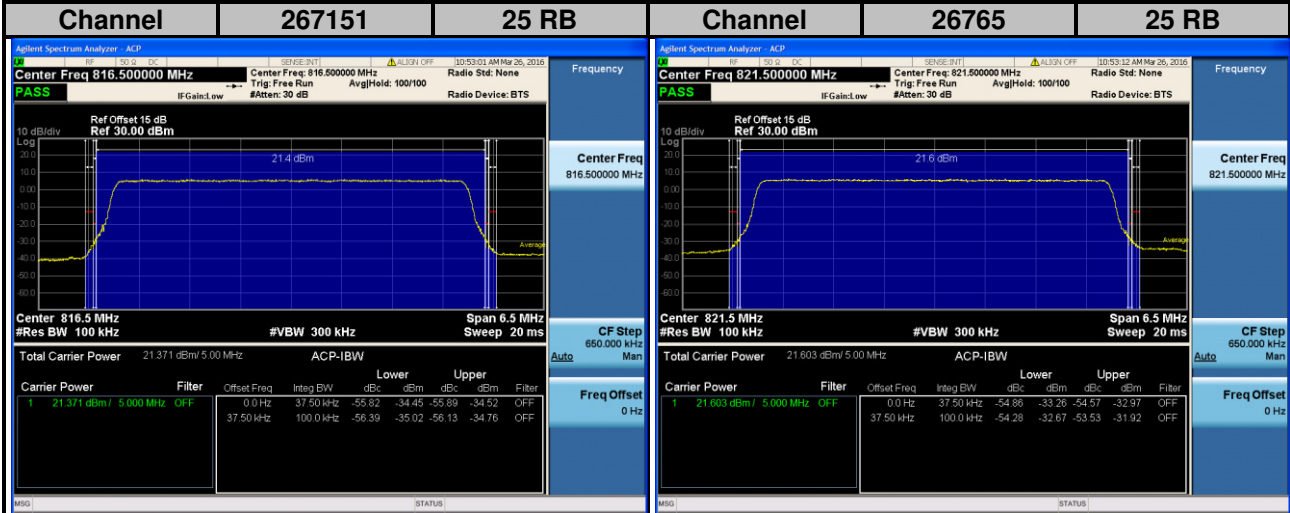 Channel 267151 25 RB Channel 26765 25 RB
Agilent Spectrum Analyzer - ACP
RF 50 Ω DC SENSE:INT ALIGN OFF 10:53:01 AM Mar 26, 2016
Center Freq 816.500000 MHz Center Freq: 816.500000 MHz Radio Std: None Frequency
Trig: Free Run Avg|Hold: 100/100
PASS IFGain:Low #Atten: 30 dB Radio Device: BTS
Ref Offset 15 dB
10 dB/div Ref 30.00 dBm
Log
20.0
10.0
0.00
-10.0
-20.0
-30.0
-40.0
-50.0
-60.0
21.4 dBm
Average
Center Freq
816.500000 MHz
Center 816.5 MHz Span 6.5 MHz
#Res BW 100 kHz #VBW 300 kHz Sweep 20 ms
CF Step
650.000 kHz
Auto Man
Total Carrier Power 21.371 dBm/ 5.00 MHz ACP-IBW
Lower Upper
Carrier Power Filter Offset Freq Integ BW dBc dBm dBc dBm Filter
1 21.371 dBm / 5.000 MHz OFF 0.0 Hz 37.50 kHz -55.82 -34.45 -55.89 -34.52 OFF
37.50 kHz 100.0 kHz -56.39 -35.02 -56.13 -34.76 OFF
Freq Offset
0 Hz
MSG STATUS
Agilent Spectrum Analyzer - ACP
RF 50 Ω DC SENSE:INT ALIGN OFF 10:53:12 AM Mar 26, 2016
Center Freq 821.500000 MHz Center Freq: 821.500000 MHz Radio Std: None Frequency
Trig: Free Run Avg|Hold: 100/100
PASS IFGain:Low #Atten: 30 dB Radio Device: BTS
Ref Offset 15 dB
10 dB/div Ref 30.00 dBm
Log
20.0
10.0
0.00
-10.0
-20.0
-30.0
-40.0
-50.0
-60.0
21.6 dBm
Average
Center Freq
821.500000 MHz
Center 821.5 MHz Span 6.5 MHz
#Res BW 100 kHz #VBW 300 kHz Sweep 20 ms
CF Step
650.000 kHz
Auto Man
Total Carrier Power 21.603 dBm/ 5.00 MHz ACP-IBW
Lower Upper
Carrier Power Filter Offset Freq Integ BW dBc dBm dBc dBm Filter
1 21.603 dBm / 5.000 MHz OFF 0.0 Hz 37.50 kHz -54.86 -33.26 -54.57 -32.97 OFF
37.50 kHz 100.0 kHz -54.28 -32.67 -53.53 -31.92 OFF
Freq Offset
0 Hz
MSG STATUS